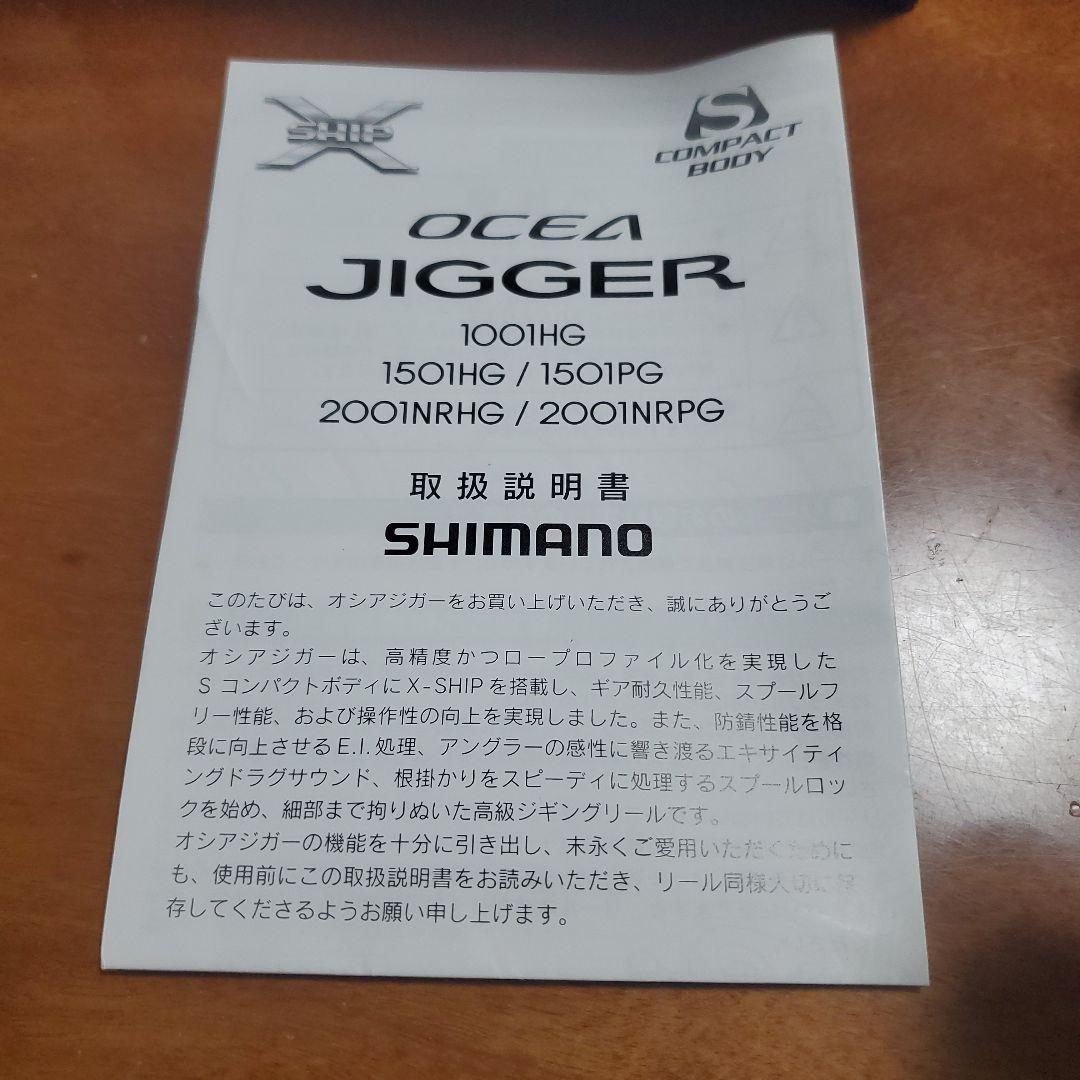 X SHIP
S
COMPACT
BODY
OCEA
JIGGER
1001HG
1501HG / 1501PG
2001NRHG / 2001NRPG
取扱説明書
SHIMANO
このたびは、オシアジガーをお買い上げいただき、誠にありがとうご
ざいます。
オシアジガーは、高精度かつロープロファイル化を実現した
S コンパクトボディにX-SHIPを搭載し、ギア耐久性能、スプールフ
リー性能、および操作性の向上を実現しました。また、防錆性能を格
段に向上させるE.I.処理、アングラーの感性に響き渡るエキサイティ
ングドラグサウンド、根掛かりをスピーディに処理するスプールロッ
クを始め、細部まで拘りぬいた高級ジギングリールです。
オシアジガーの機能を十分に引き出し、末永くご愛用いただくために
も、使用前にこの取扱説明書をお読みいただき、リール同様大切に保
存してくださるようお願い申し上げます。